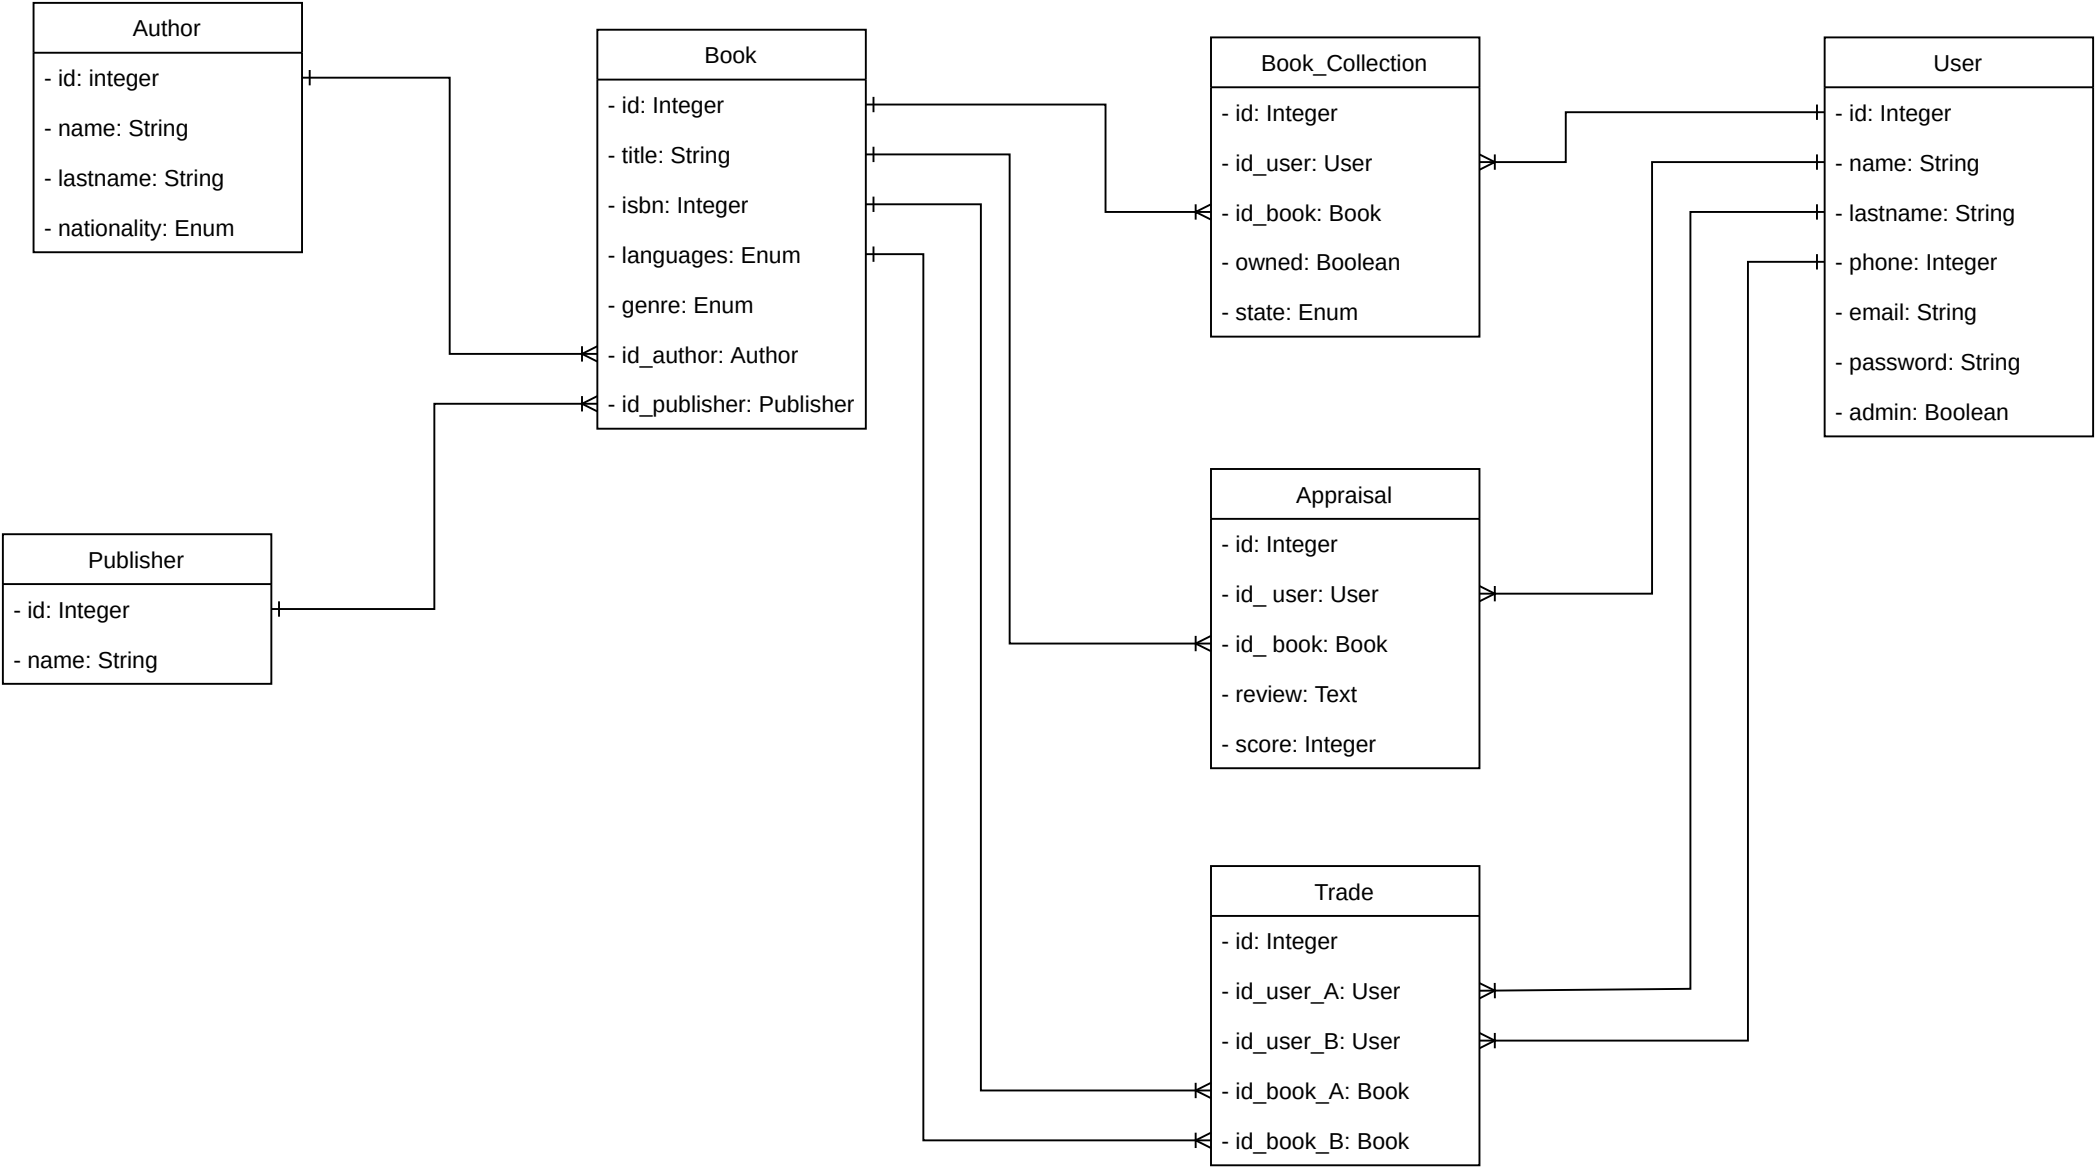 Author
- id: integer
- name: String
- lastname: String
- nationality: Enum
Publisher
- id: Integer
- name: String
Book
- id: Integer
- title: String
- isbn: Integer
- languages: Enum
- genre: Enum
- id_author: Author
- id_publisher: Publisher
Book_Collection
- id: Integer
- id_user: User
- id_book: Book
- owned: Boolean
- state: Enum
Appraisal
- id: Integer
- id_ user: User
- id_ book: Book
- review: Text
- score: Integer
Trade
- id: Integer
- id_user_A: User
- id_user_B: User
- id_book_A: Book
- id_book_B: Book
User
- id: Integer
- name: String
- lastname: String
- phone: Integer
- email: String
- password: String
- admin: Boolean